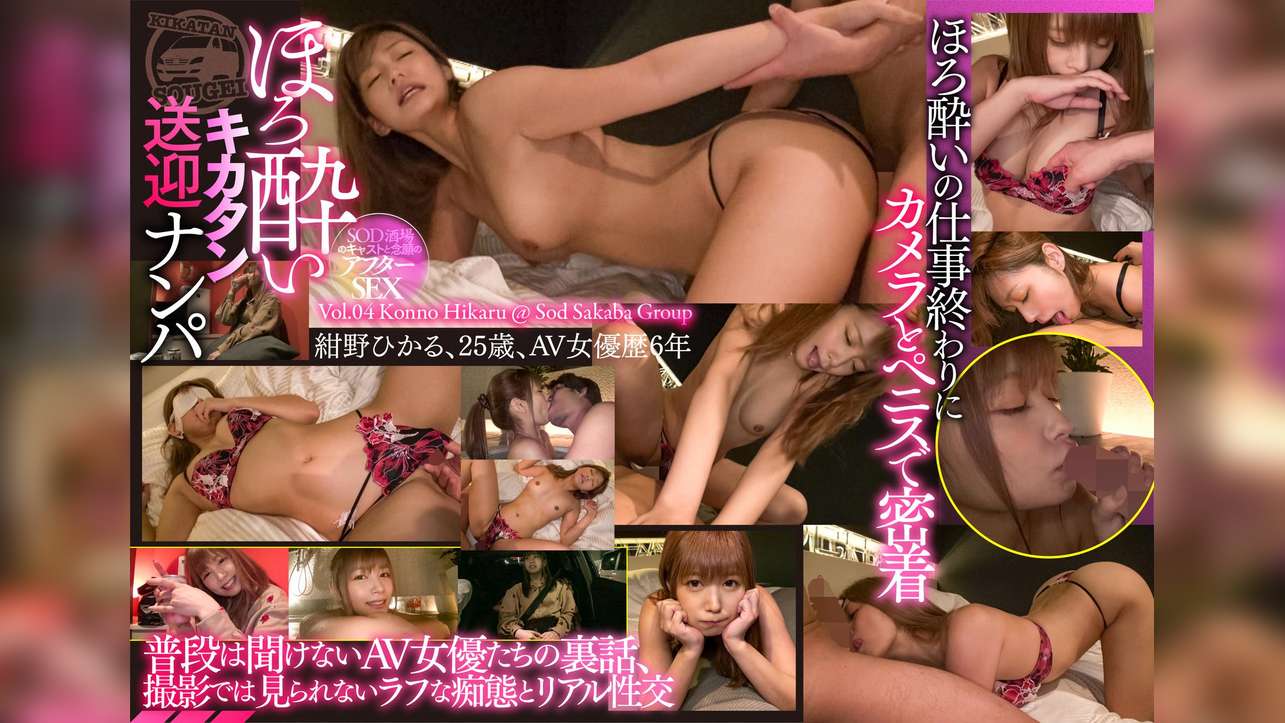 KIKATAN
SOUGEI
ほろ酔い
キカタン
送迎ナンパ
SOD酒場
のキャストと念願の
アフター
SEX
Vol.04 Konno Hikaru @ Sod Sakaba Group
紺野ひかる、25歳、AV女優歴6年
ほろ酔いの仕事終わりに
カメラとペニスで密着
普段は聞けないAV女優たちの裏話、
撮影では見られないラフな痴態とリアル性交